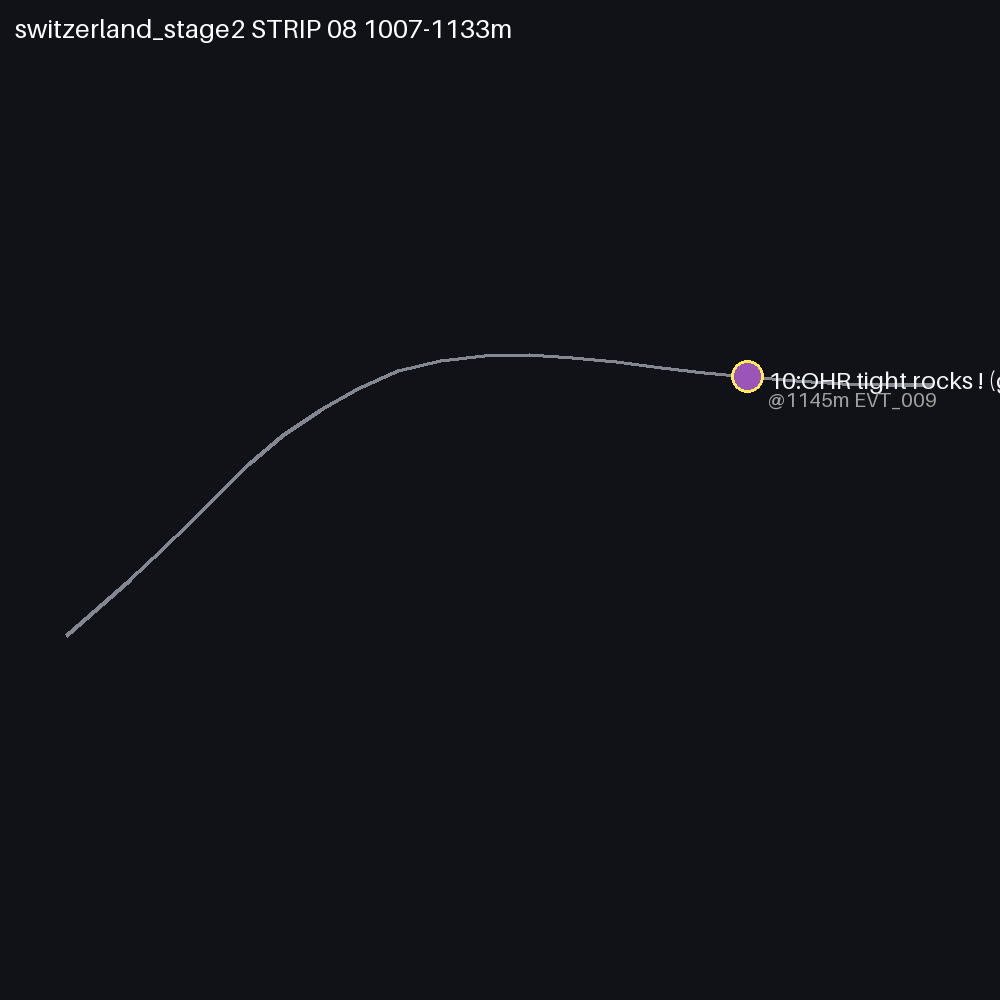 switzerland_stage2 STRIP 08 1007-1133m
10:OHR tight rocks ! (g
@1145m EVT_009